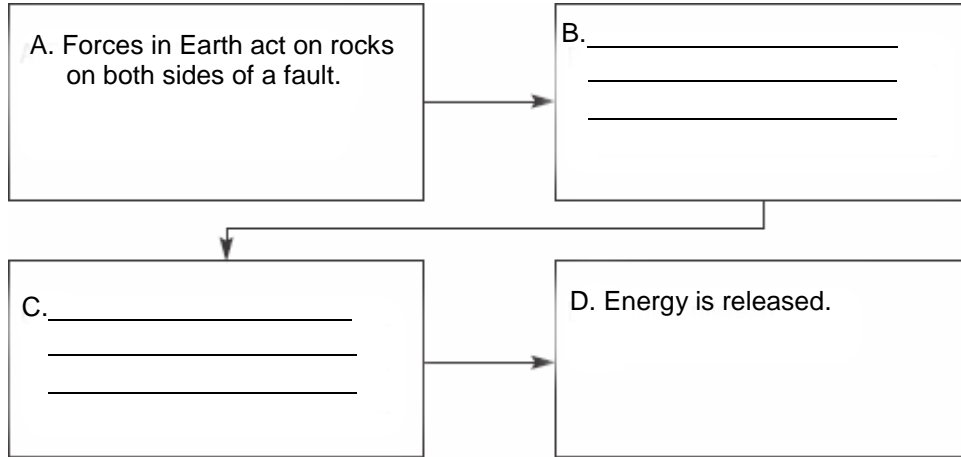 A. Forces in Earth act on rocks
on both sides of a fault.
B.
C.
D. Energy is released.